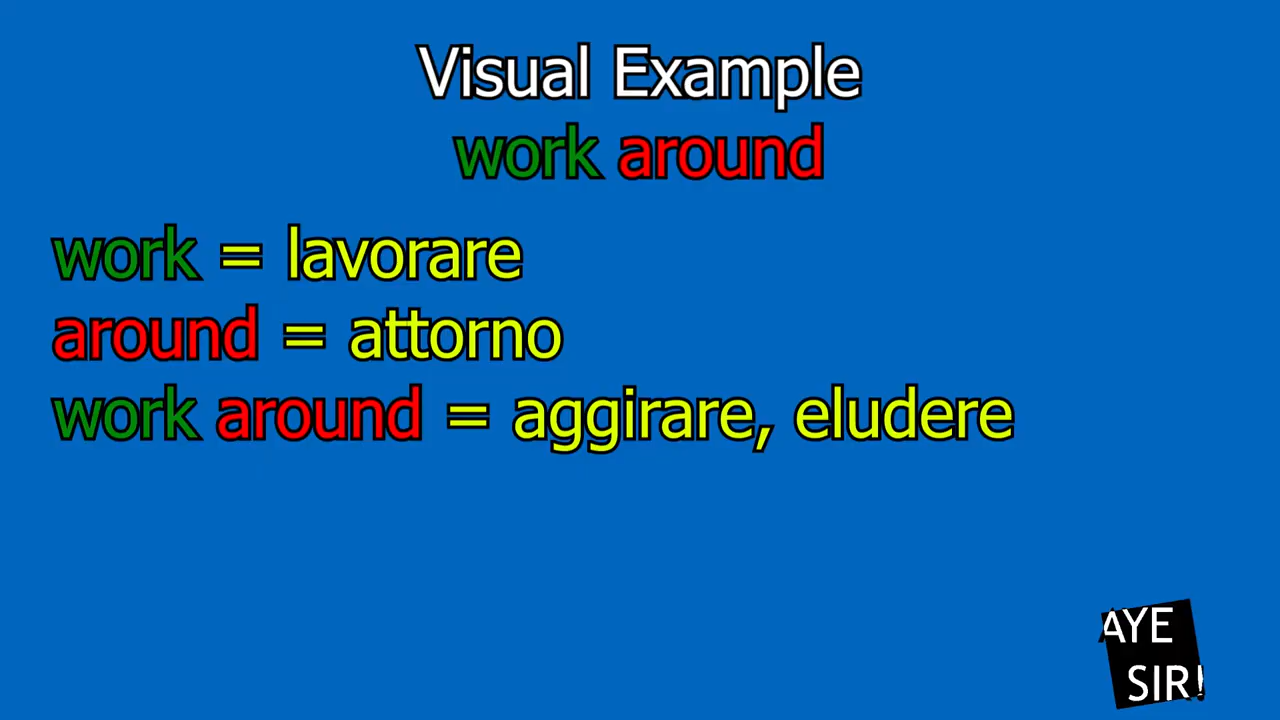 Visual Example
work around
work = lavorare
around = attorno
work around = aggirare, eludere
AYE
SIR!